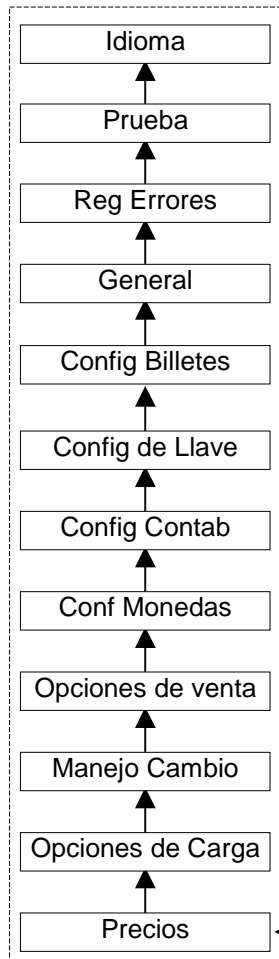 Idioma
Prueba
Reg Errores
General
Config Billetes
Config de Llave
Config Contab
Conf Monedas
Opciones de venta
Manejo Cambio
Opciones de Carga
Precios